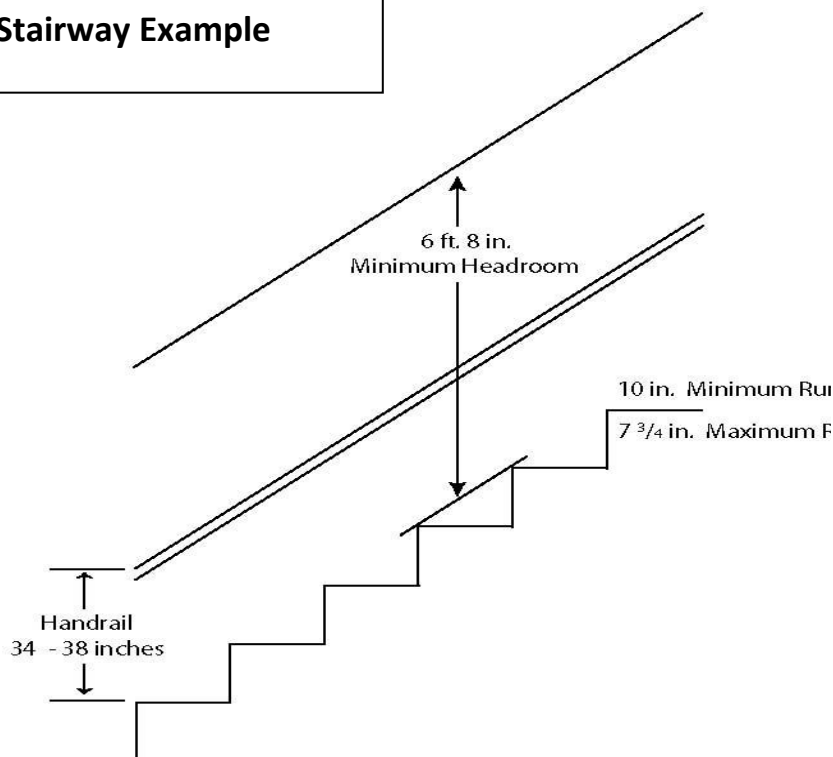 Stairway Example
6 ft. 8 in.
Minimum Headroom
10 in. Minimum
7 3/4 in. Maximum
Handrail
34 - 38 inches